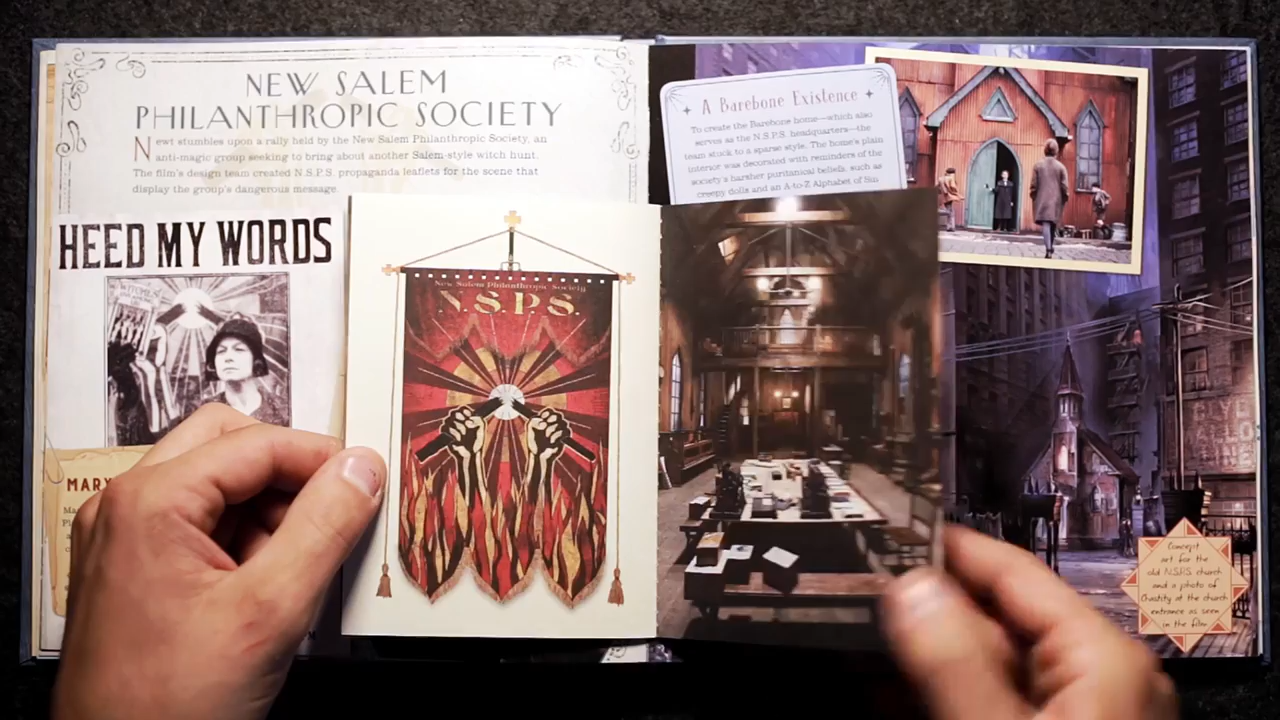 NEW SALEM
PHILANTHROPIC SOCIETY
Newt stumbles upon a rally held by the New Salem Philanthropic Society, an
anti-magic group seeking to bring about another Salem-style witch hunt.
The film's design team created N.S.P.S. propaganda leaflets for the scene that
display the group's dangerous message.
HEED MY WORDS
WITCHES
MARY
Ma
New Salem Philanthropic Society
N.S.P.S.
A Barebone Existence
To create the Barebone home—which also
serves as the N.S.P.S. headquarters—the
team stuck to a sparse style. The home's plain
interior was decorated with reminders of the
society's harsher puritanical beliefs, such as
creepy dolls and an A-to-Z Alphabet of Sin
Concept
art for the
old N.S.P.S. church
and a photo of
Chastity at the church
entrance as seen
in the film.